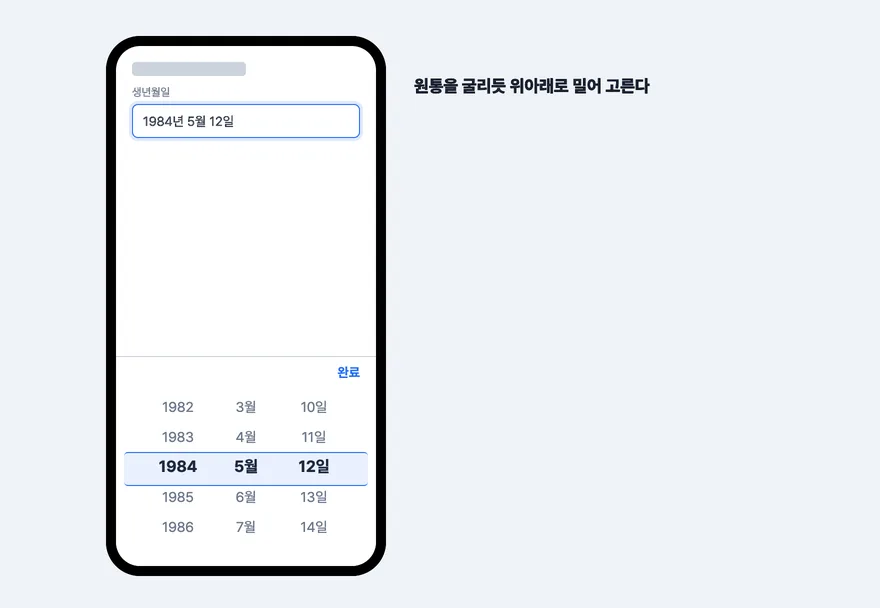 생년월일
1984년 5월 12일
원통을 굴리듯 위아래로 밀어 고른다
완료
1982 3월 10일
1983 4월 11일
1984 5월 12일
1985 6월 13일
1986 7월 14일